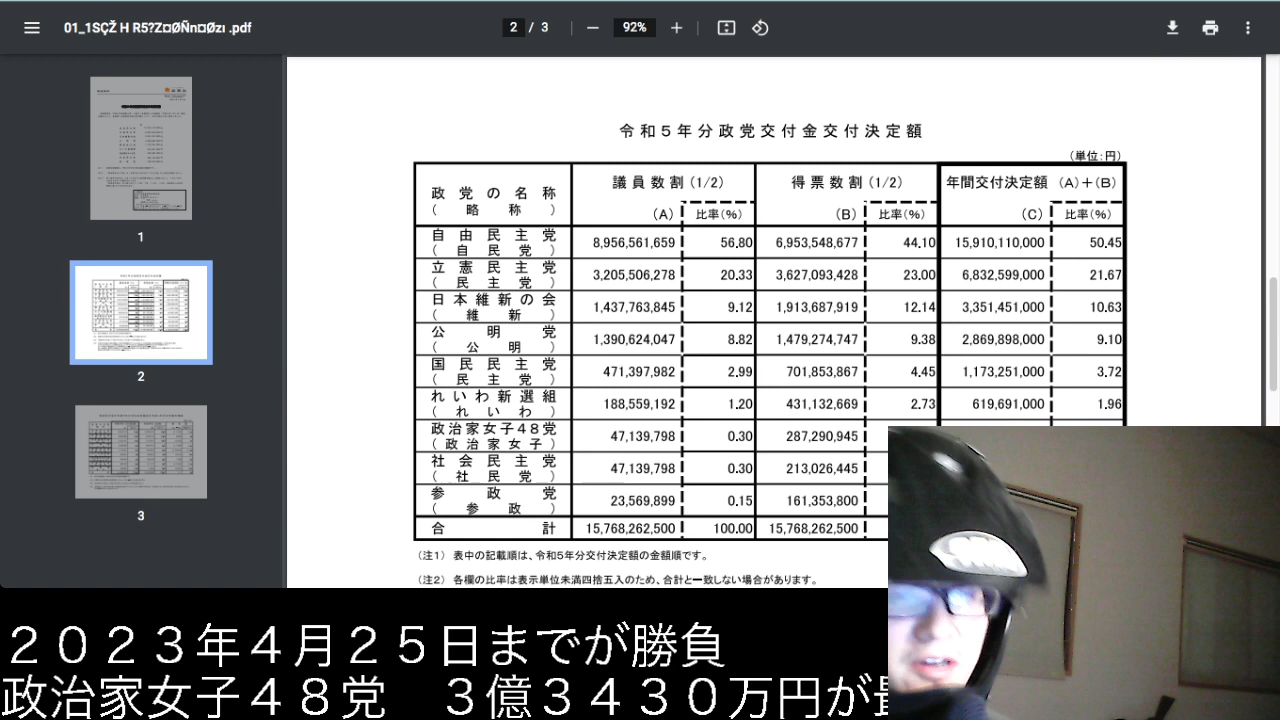 01_1SÇŽ H R5?Z¤ØÑn¤Øzı .pdf
2 / 3
92%
1
2
3
令和5年分政党交付金交付決定額
（単位：円）
政党の名称
（略称）
議員数割(1/2)
得票数割(1/2)
年間交付決定額 (A)＋(B)
(A) 比率(%) (B) 比率(%) (C) 比率(%)
自由民主党
（自民党） 8,956,561,659 56.80 6,953,548,677 44.10 15,910,110,000 50.45
立憲民主党
（民主党） 3,205,506,278 20.33 3,627,093,428 23.00 6,832,599,000 21.67
日本維新の会
（維新） 1,437,763,845 9.12 1,913,687,919 12.14 3,351,451,000 10.63
公明党
（公明） 1,390,624,047 8.82 1,479,274,747 9.38 2,869,898,000 9.10
国民民主党
（民主党） 471,397,982 2.99 701,853,867 4.45 1,173,251,000 3.72
れいわ新選組
（れいわ） 188,559,192 1.20 431,132,669 2.73 619,691,000 1.96
政治家女子48党
（政治家女子） 47,139,798 0.30 287,290,945
社会民主党
（社民党） 47,139,798 0.30 213,026,445
参政党
（参政） 23,569,899 0.15 161,353,800
合計 15,768,262,500 100.00 15,768,262,500
（注1） 表中の記載順は、令和5年分交付決定額の金額順です。
（注2） 各欄の比率は表示単位未満四捨五入のため、合計と一致しない場合があります。
２０２３年４月２５日までが勝負
政治家女子４８党　３億３４３０万円が